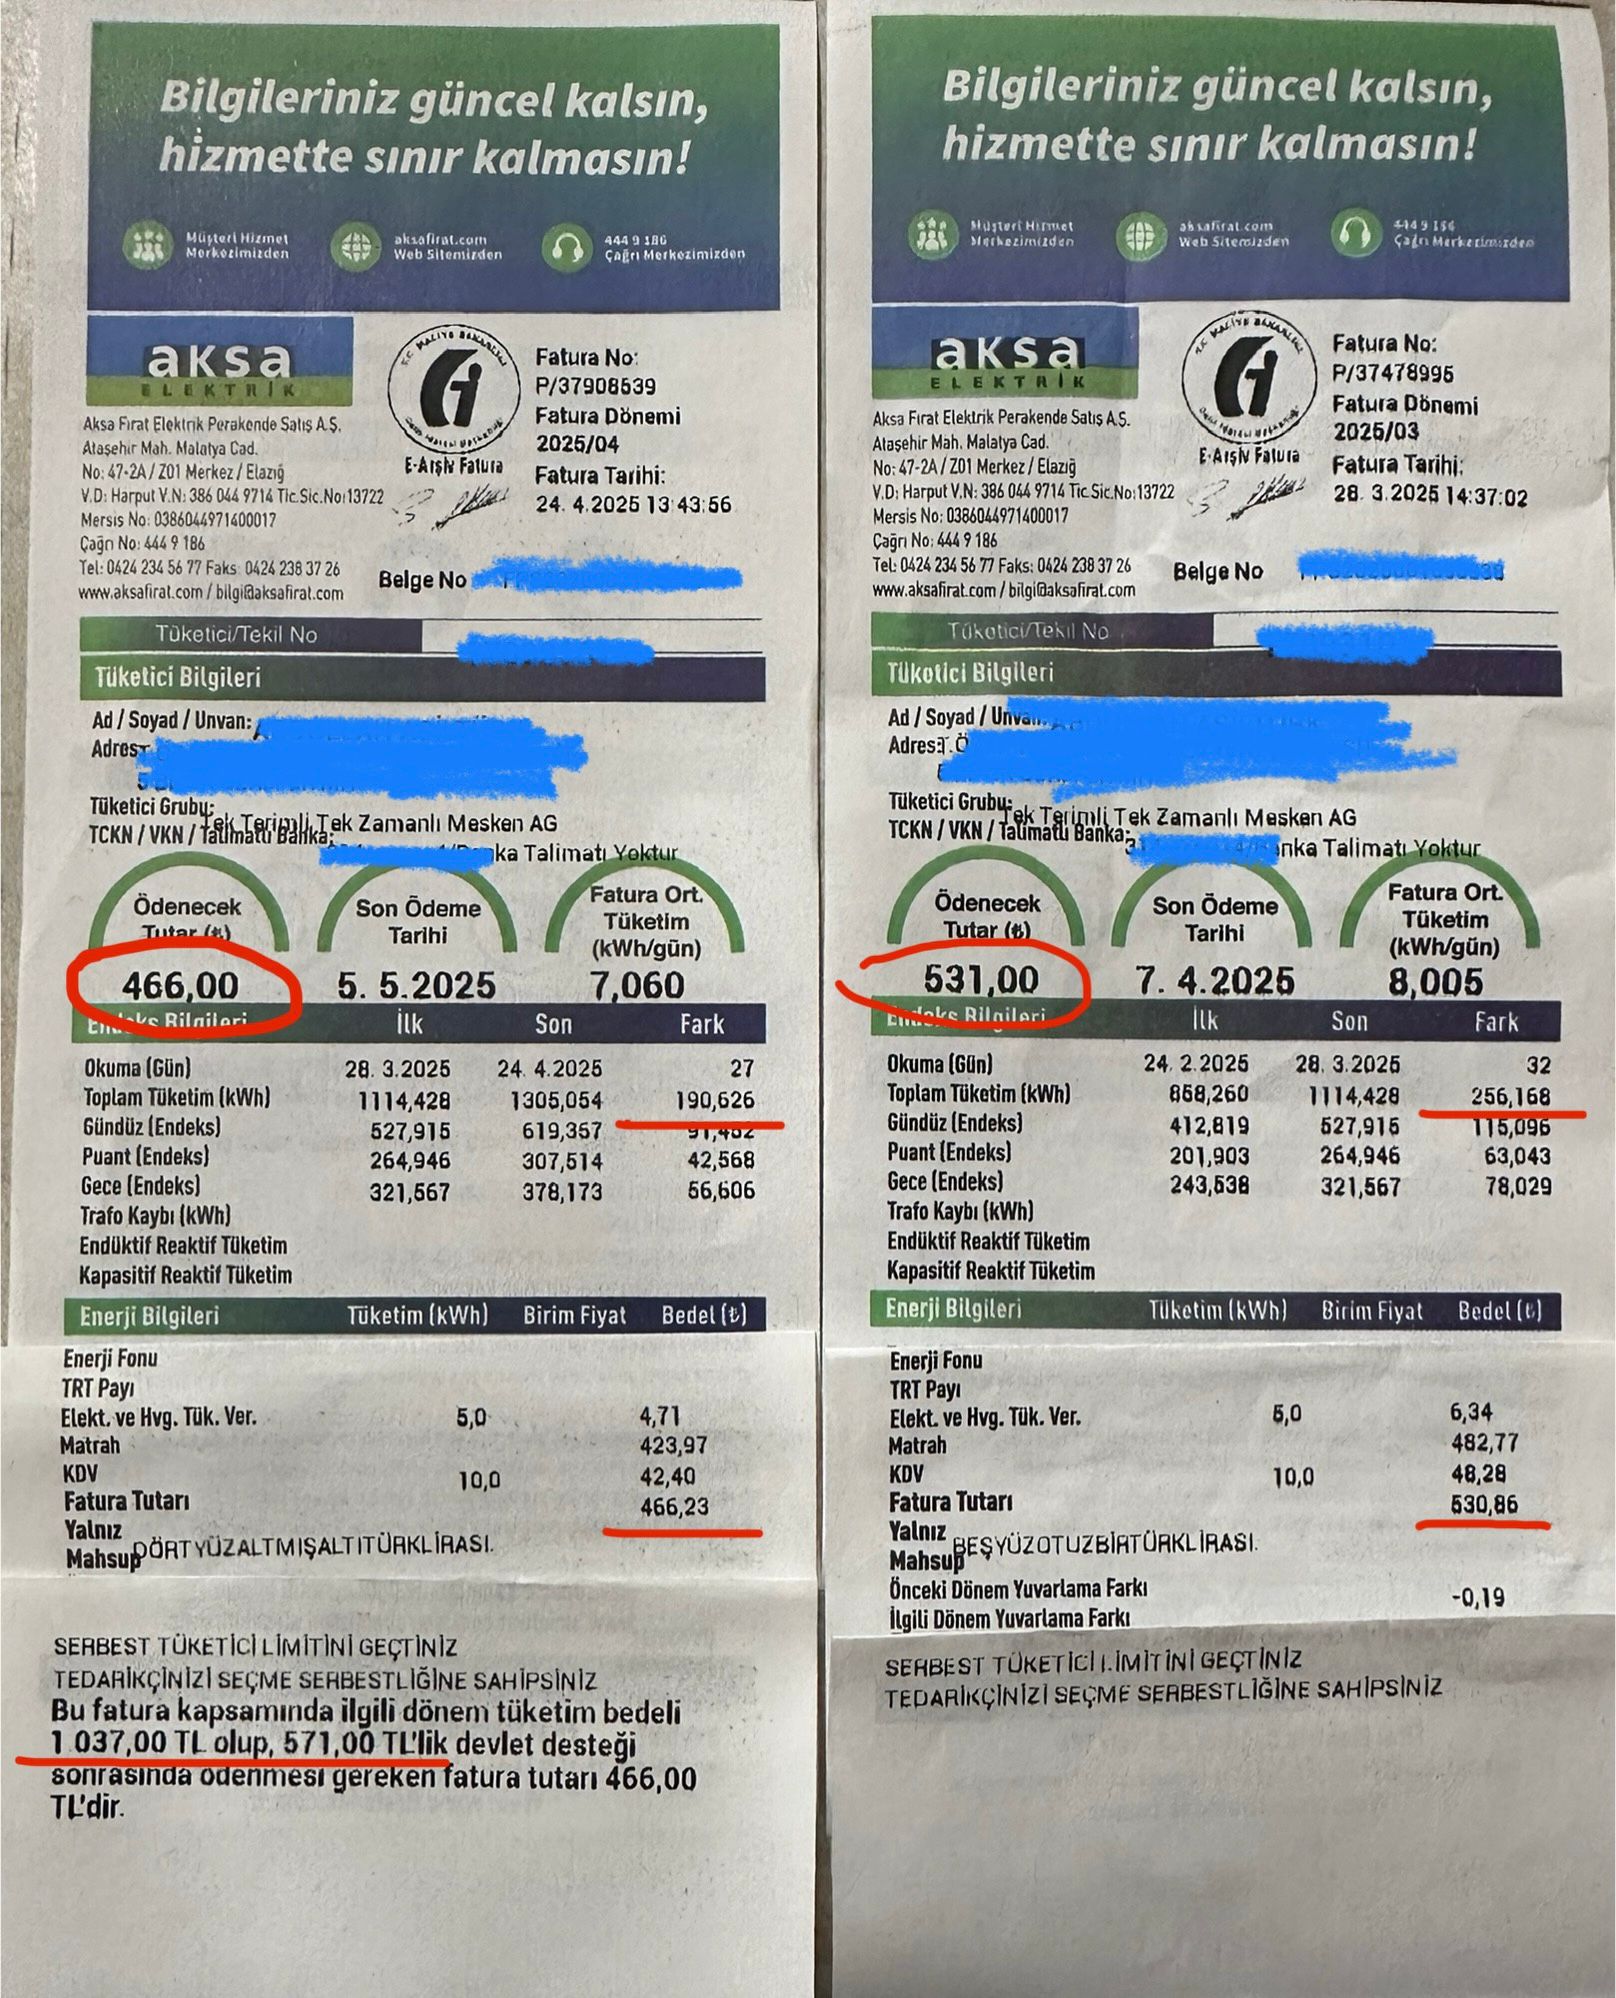 Bilgileriniz güncel kalsın,
hizmette sınır kalmasın!
Müşteri Hizmet
Merkezimizden
aksafirat.com
Web Sitemizden
444 9 186
Çağrı Merkezimizden
aksa
ELEKTRİK
E-Arşiv Fatura
Fatura No:
P/37908539
Fatura Dönemi
2025/04
Fatura Tarihi:
24. 4.2025 13:43:56
Aksa Fırat Elektrik Perakende Satış A.Ş.
Ataşehir Mah. Malatya Cad.
No: 47-2A / Z01 Merkez / Elazığ
V.D: Harput V.N: 386 044 9714 Tic.Sic.No:13722
Mersis No: 0386044971400017
Çağrı No: 444 9 186
Tel: 0424 234 56 77 Faks: 0424 238 37 26
www.aksafirat.com / bilgi@aksafirat.com
Belge No
Tüketici/Tekil No
Tüketici Bilgileri
Ad / Soyad / Unvan:
Adres
Tüketici Grubu:
Tek Terimli Tek Zamanlı Mesken AG
TCKN / VKN / Talimatlı Banka:
nka Talimatı Yoktur
Ödenecek
Tutar (₺)
466,00
Son Ödeme
Tarihi
5. 5.2025
Fatura Ort.
Tüketim
(kWh/gün)
7,060
Endeks Bilgileri İlk Son Fark
Okuma (Gün) 28. 3.2025 24. 4.2025 27
Toplam Tüketim (kWh) 1114,428 1305,054 190,626
Gündüz (Endeks) 527,915 619,367 91,452
Puant (Endeks) 264,946 307,514 42,568
Gece (Endeks) 321,567 378,173 56,606
Trafo Kaybı (kWh)
Endüktif Reaktif Tüketim
Kapasitif Reaktif Tüketim
Enerji Bilgileri Tüketim (kWh) Birim Fiyat Bedel (₺)
Enerji Fonu
TRT Payı
Elekt. ve Hvg. Tük. Ver. 5,0 4,71
Matrah 423,97
KDV 10,0 42,40
Fatura Tutarı 466,23
Yalnız
DÖRTYÜZALTMIŞALTITÜRKLİRASI.
Mahsup
SERBEST TÜKETİCİ LİMİTİNİ GEÇTİNİZ
TEDARİKÇİNİZİ SEÇME SERBESTLİĞİNE SAHİPSİNİZ
Bu fatura kapsamında ilgili dönem tüketim bedeli
1.037,00 TL olup, 571,00 TL'lik devlet desteği
sonrasında ödenmesi gereken fatura tutarı 466,00
TL'dir.
Bilgileriniz güncel kalsın,
hizmette sınır kalmasın!
Müşteri Hizmet
Merkezimizden
aksafirat.com
Web Sitemizden
444 9 186
Çağrı Merkezimizden
aksa
ELEKTRİK
E-Arşiv Fatura
Fatura No:
P/37478995
Fatura Dönemi
2025/03
Fatura Tarihi:
28. 3.2025 14:37:02
Aksa Fırat Elektrik Perakende Satış A.Ş.
Ataşehir Mah. Malatya Cad.
No: 47-2A / Z01 Merkez / Elazığ
V.D: Harput V.N: 386 044 9714 Tic.Sic.No:13722
Mersis No: 0386044971400017
Çağrı No: 444 9 186
Tel: 0424 234 56 77 Faks: 0424 238 37 26
www.aksafirat.com / bilgi@aksafirat.com
Belge No
Tüketici/Tekil No
Tüketici Bilgileri
Ad / Soyad / Unvan:
Adres:
Tüketici Grubu:
Tek Terimli Tek Zamanlı Mesken AG
TCKN / VKN / Talimatlı Banka:
nka Talimatı Yoktur
Ödenecek
Tutar (₺)
531,00
Son Ödeme
Tarihi
7. 4.2025
Fatura Ort.
Tüketim
(kWh/gün)
8,005
Endeks Bilgileri İlk Son Fark
Okuma (Gün) 24. 2.2025 28. 3.2025 32
Toplam Tüketim (kWh) 858,260 1114,428 256,168
Gündüz (Endeks) 412,819 527,915 115,096
Puant (Endeks) 201,903 264,946 63,043
Gece (Endeks) 243,538 321,567 78,029
Trafo Kaybı (kWh)
Endüktif Reaktif Tüketim
Kapasitif Reaktif Tüketim
Enerji Bilgileri Tüketim (kWh) Birim Fiyat Bedel (₺)
Enerji Fonu
TRT Payı
Elekt. ve Hvg. Tük. Ver. 5,0 6,34
Matrah 482,77
KDV 10,0 48,28
Fatura Tutarı 530,86
Yalnız
BEŞYÜZOTUZBİRTÜRKLİRASI.
Mahsup
Önceki Dönem Yuvarlama Farkı -0,19
İlgili Dönem Yuvarlama Farkı
SERBEST TÜKETİCİ LİMİTİNİ GEÇTİNİZ
TEDARİKÇİNİZİ SEÇME SERBESTLİĞİNE SAHİPSİNİZ